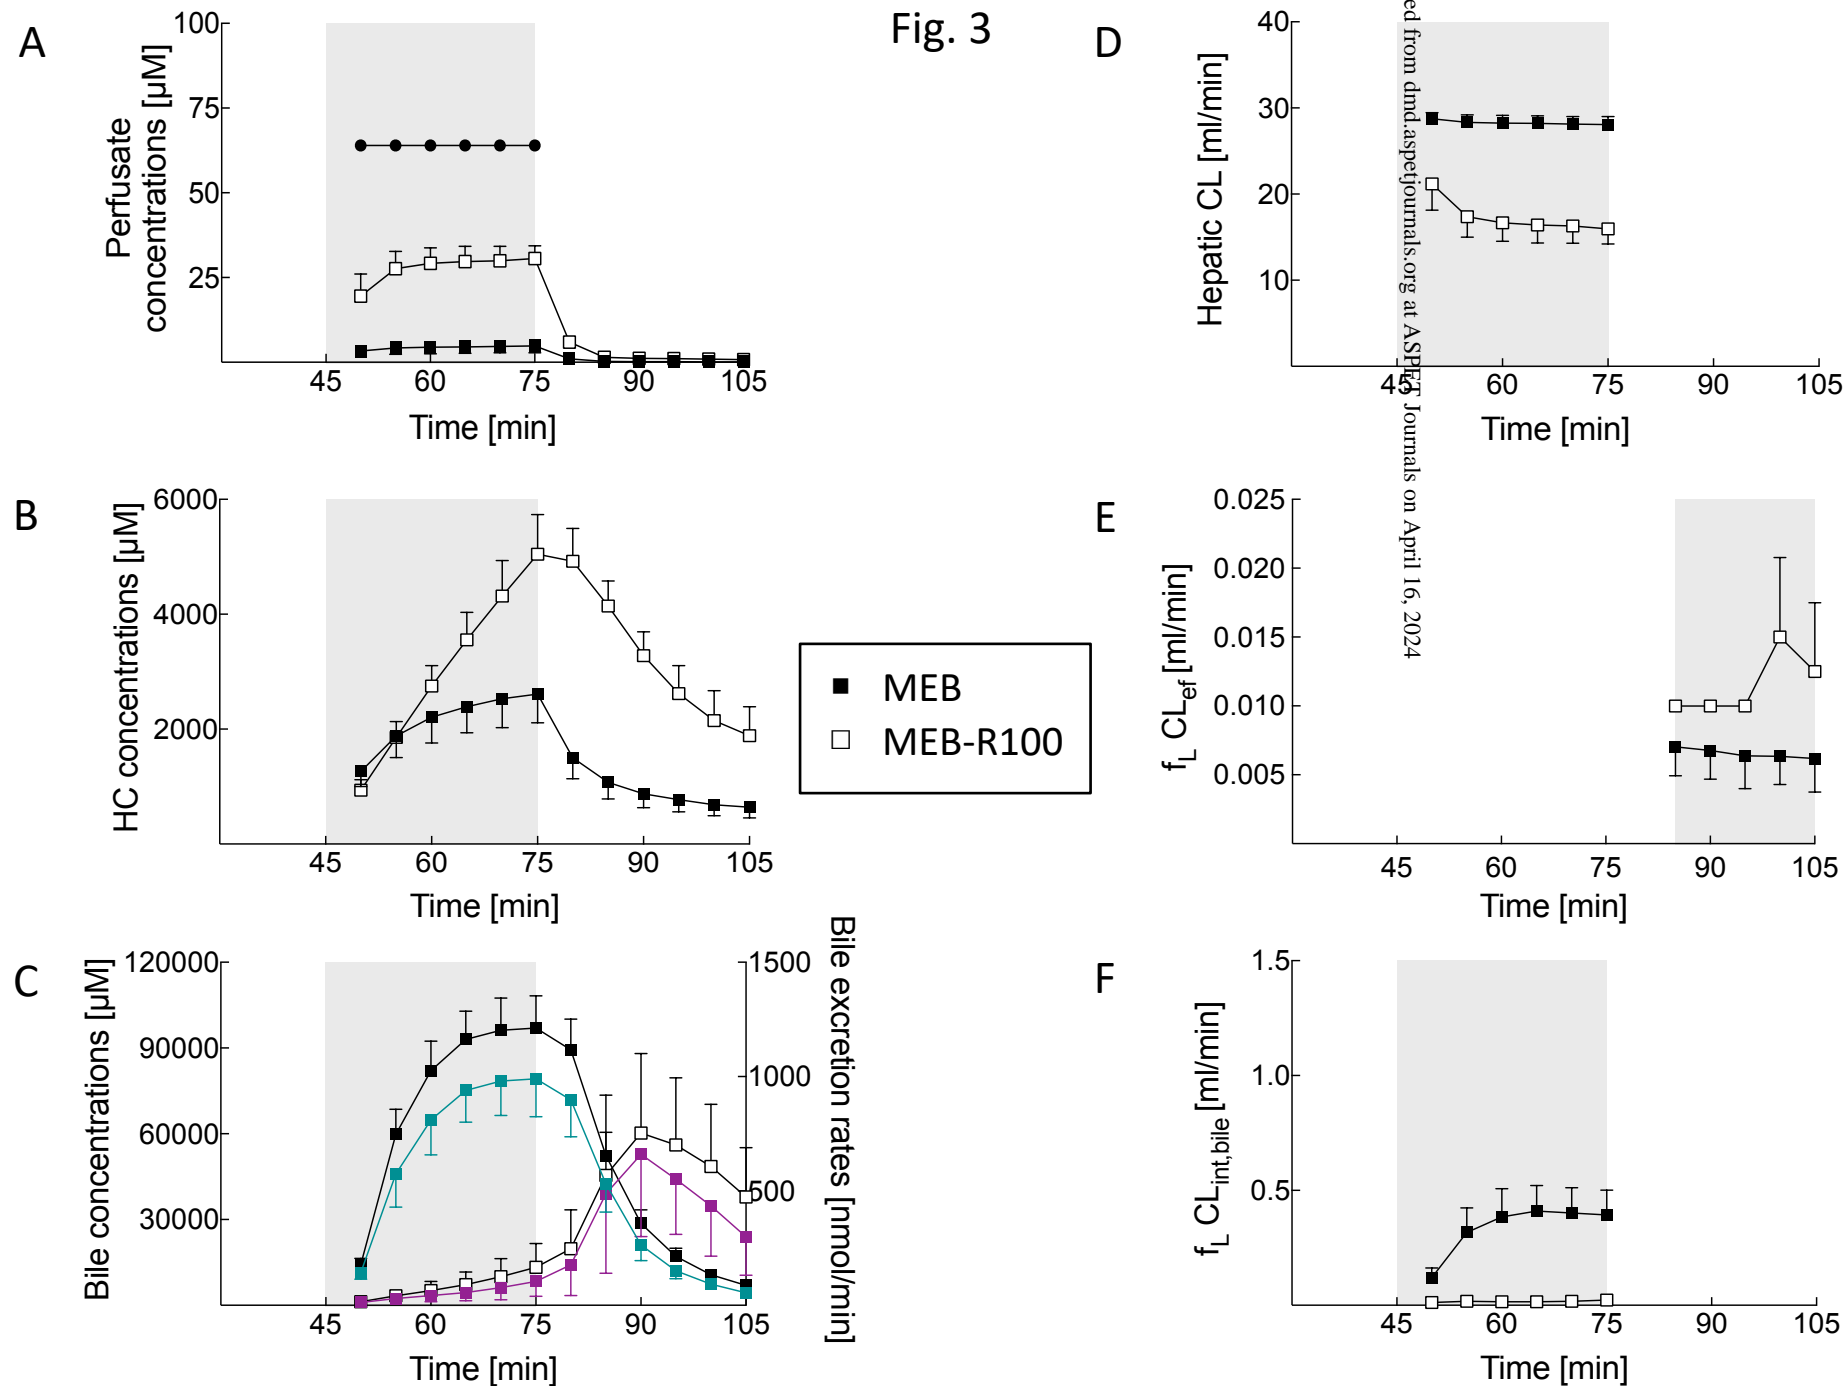 Fig. 3
A
Perfusate
concentrations [µM]
100
75
50
25
45
60
75
90
105
Time [min]
B
HC concentrations [µM]
6000
4000
2000
45
60
75
90
105
Time [min]
C
Bile concentrations [µM]
120000
90000
60000
30000
1500
1000
500
Bile excretion rates [nmol/min]
45
60
75
90
105
Time [min]
MEB
MEB-R100
D
Hepatic CL [ml/min]
40
30
20
10
45
60
75
90
105
Time [min]
ed from dmd.aspetjournals.org at ASPET Journals on April 16, 2024
E
fL CLef [ml/min]
0.025
0.020
0.015
0.010
0.005
45
60
75
90
105
Time [min]
F
fL CLint,bile [ml/min]
1.5
1.0
0.5
45
60
75
90
105
Time [min]